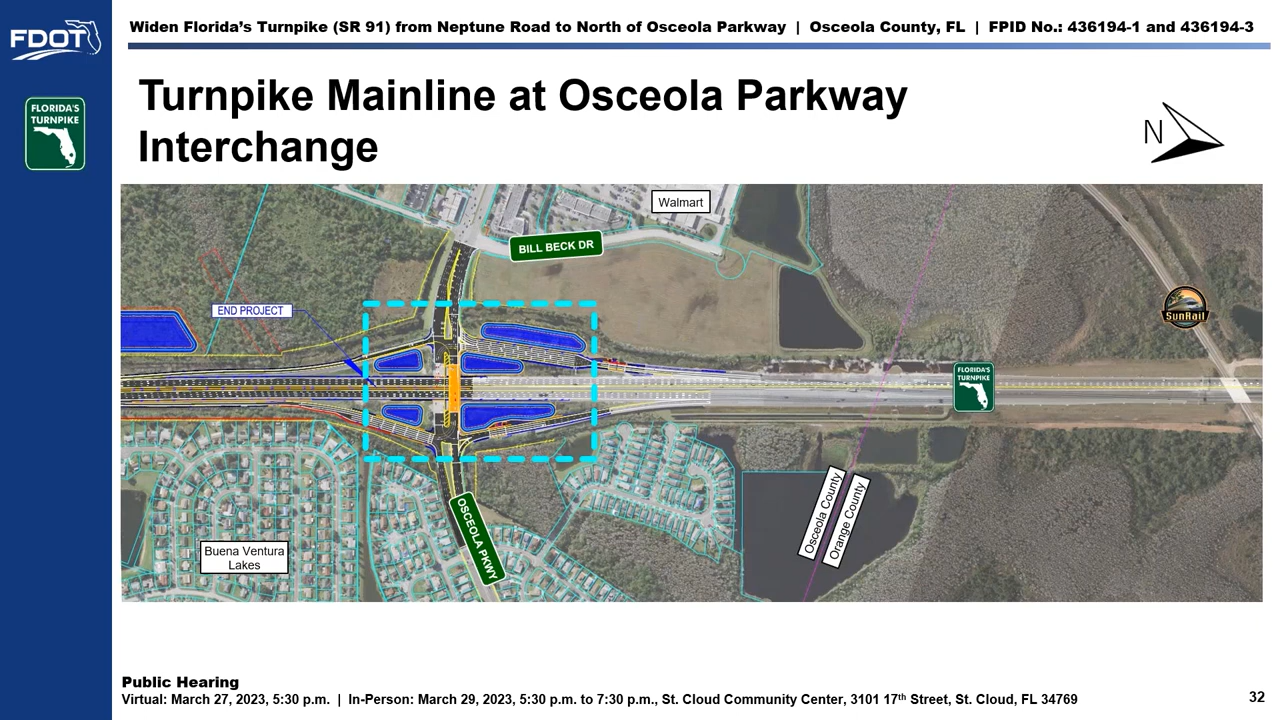 FDOT
Widen Florida’s Turnpike (SR 91) from Neptune Road to North of Osceola Parkway | Osceola County, FL | FPID No.: 436194-1 and 436194-3
FLORIDA'S
TURNPIKE
Turnpike Mainline at Osceola Parkway
Interchange
N
Walmart
BILL BECK DR
END PROJECT
SunRail
FLORIDA'S
TURNPIKE
Osceola County
Orange County
OSCEOLA PKWY
Buena Ventura
Lakes
Public Hearing
Virtual: March 27, 2023, 5:30 p.m. | In-Person: March 29, 2023, 5:30 p.m. to 7:30 p.m., St. Cloud Community Center, 3101 17th Street, St. Cloud, FL 34769
32